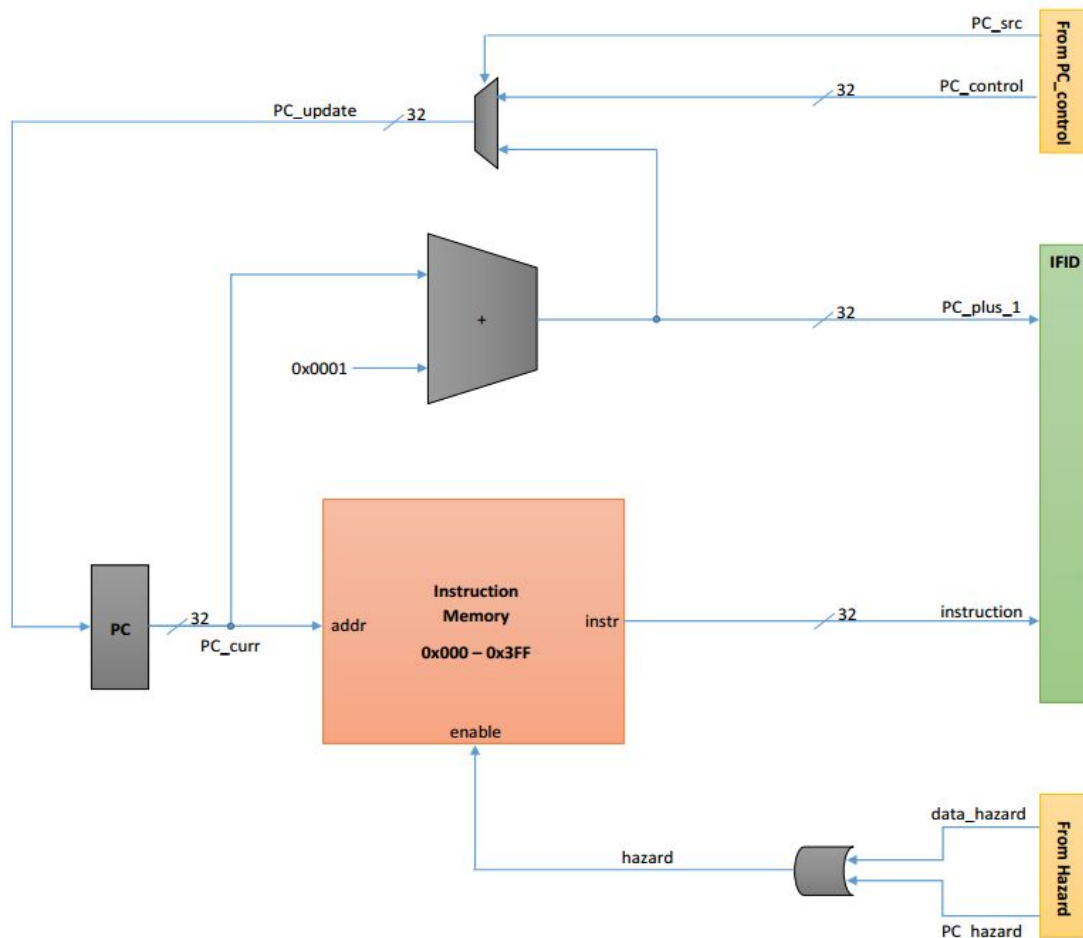 PC_src
From PC_control
32
PC_control
PC_update
32
IFID
+
32
PC_plus_1
0x0001
PC
32
PC_curr
addr
Instruction
Memory
0x000 – 0x3FF
instr
32
instruction
enable
data_hazard
From Hazard
hazard
PC_hazard